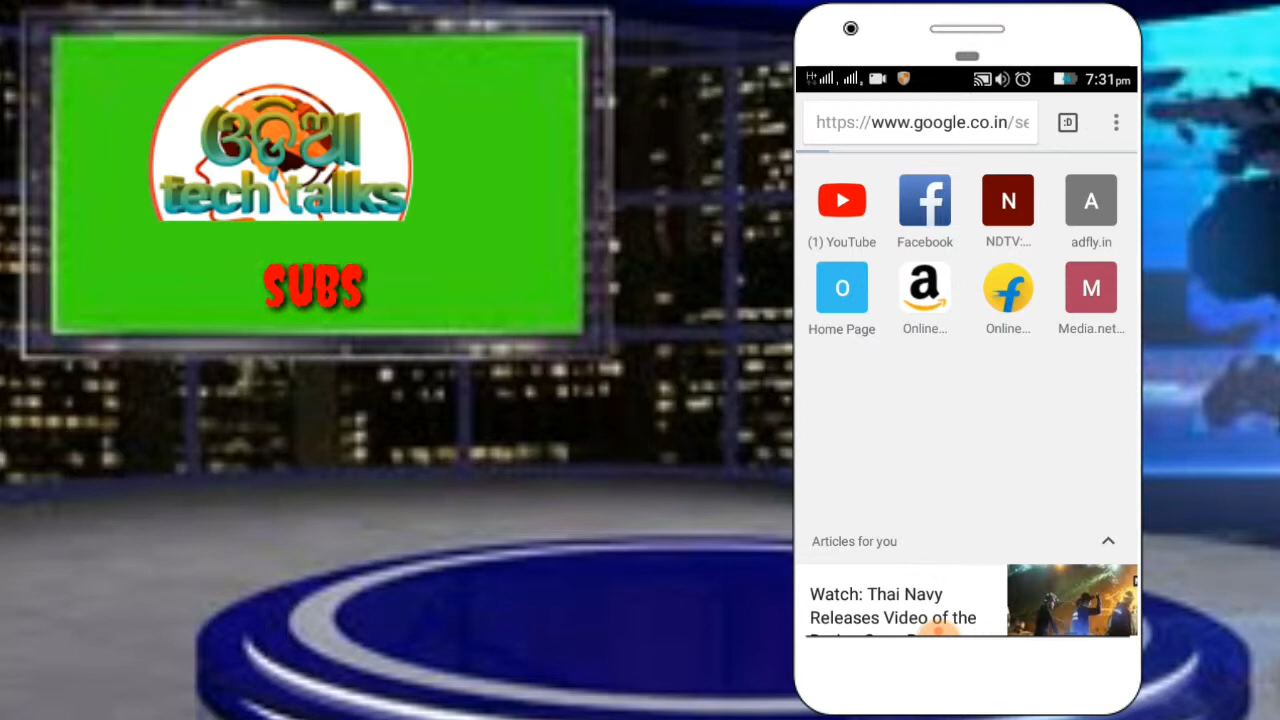 ଓଡ଼ିଆ
tech talks
SUBS
7:31pm
https://www.google.co.in/se
:D
(1) YouTube
Facebook
N
NDTV:...
A
adfly.in
O
Home Page
a
Online...
f
Online...
M
Media.net...
Articles for you
Watch: Thai Navy
Releases Video of the